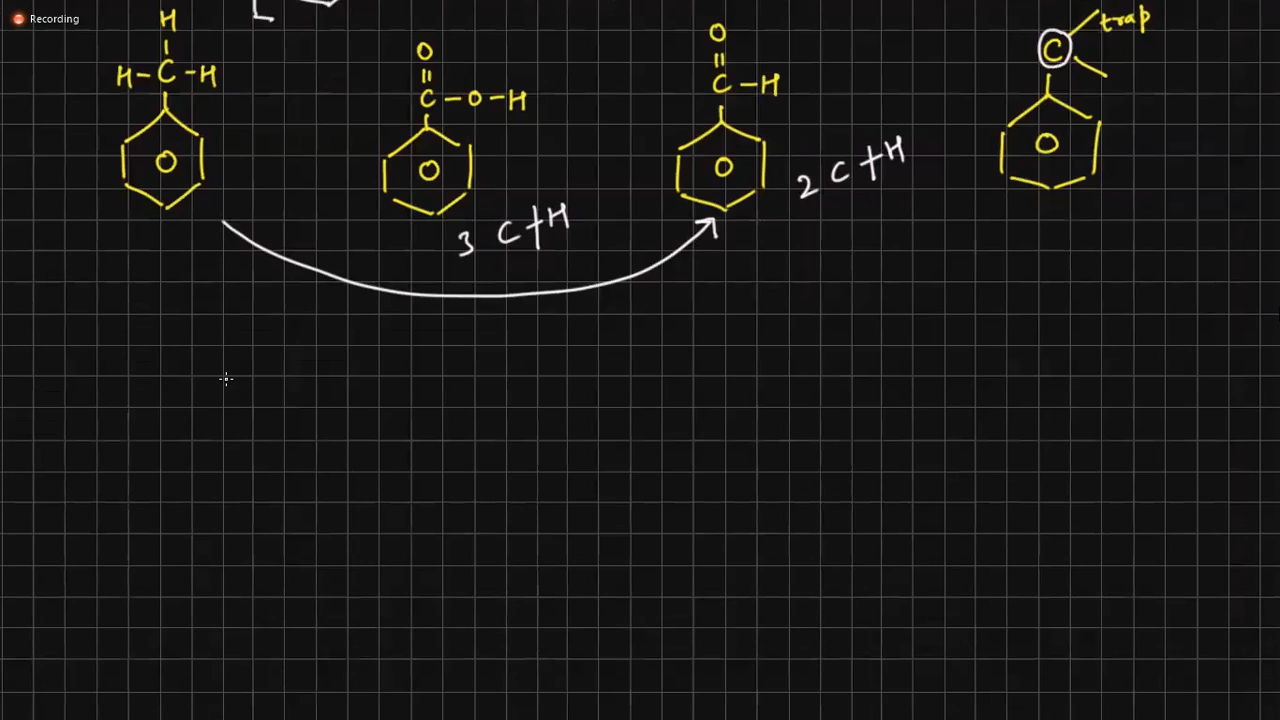 Recording
H
H-C-H
O
=
C-O-H
O
=
C-H
C trap
3 C+H
2 C+H